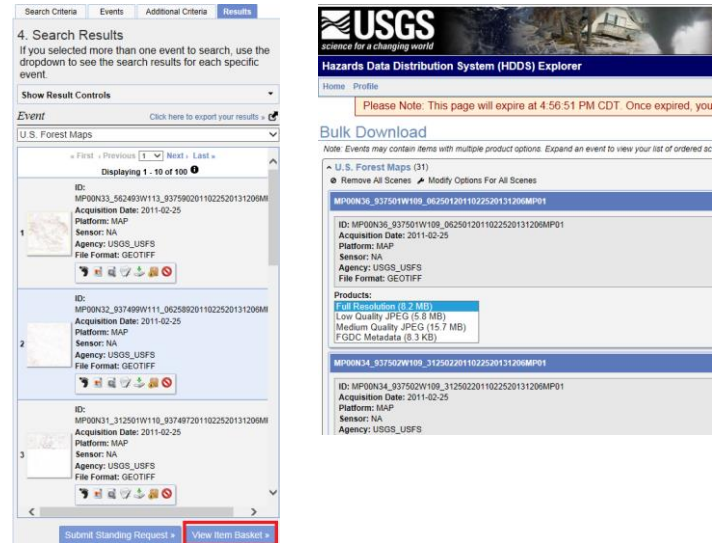 Search Criteria Events Additional Criteria Results
4. Search Results
If you selected more than one event to search, use the
dropdown to see the search results for each specific
event.
Show Result Controls
Event Click here to export your results »
U.S. Forest Maps
« First ‹ Previous 1 Next › Last »
Displaying 1 - 10 of 100
ID:
MP00N33_562493W113_9375902011022520131206MI
Acquisition Date: 2011-02-25
Platform: MAP
1 Sensor: NA
Agency: USGS_USFS
File Format: GEOTIFF
ID:
MP00N32_937499W111_0625892011022520131206MI
Acquisition Date: 2011-02-25
Platform: MAP
2 Sensor: NA
Agency: USGS_USFS
File Format: GEOTIFF
ID:
MP00N31_312501W110_9374972011022520131206MI
Acquisition Date: 2011-02-25
Platform: MAP
3 Sensor: NA
Agency: USGS_USFS
File Format: GEOTIFF
Submit Standing Request » View Item Basket »
USGS
science for a changing world
Hazards Data Distribution System (HDDS) Explorer
Home Profile
Please Note: This page will expire at 4:56:51 PM CDT. Once expired, you
Bulk Download
Note: Events may contain items with multiple product options. Expand an event to view your list of ordered sc
U.S. Forest Maps (31)
Remove All Scenes Modify Options For All Scenes
MP00N36_937501W109_0625012011022520131206MP01
ID: MP00N36_937501W109_0625012011022520131206MP01
Acquisition Date: 2011-02-25
Platform: MAP
Sensor: NA
Agency: USGS_USFS
File Format: GEOTIFF
Products:
Full Resolution (8.2 MB)
Low Quality JPEG (5.8 MB)
Medium Quality JPEG (15.7 MB)
FGDC Metadata (8.3 KB)
MP00N34_937502W109_3125022011022520131206MP01
ID: MP00N34_937502W109_3125022011022520131206MP01
Acquisition Date: 2011-02-25
Platform: MAP
Sensor: NA
Agency: USGS_USFS